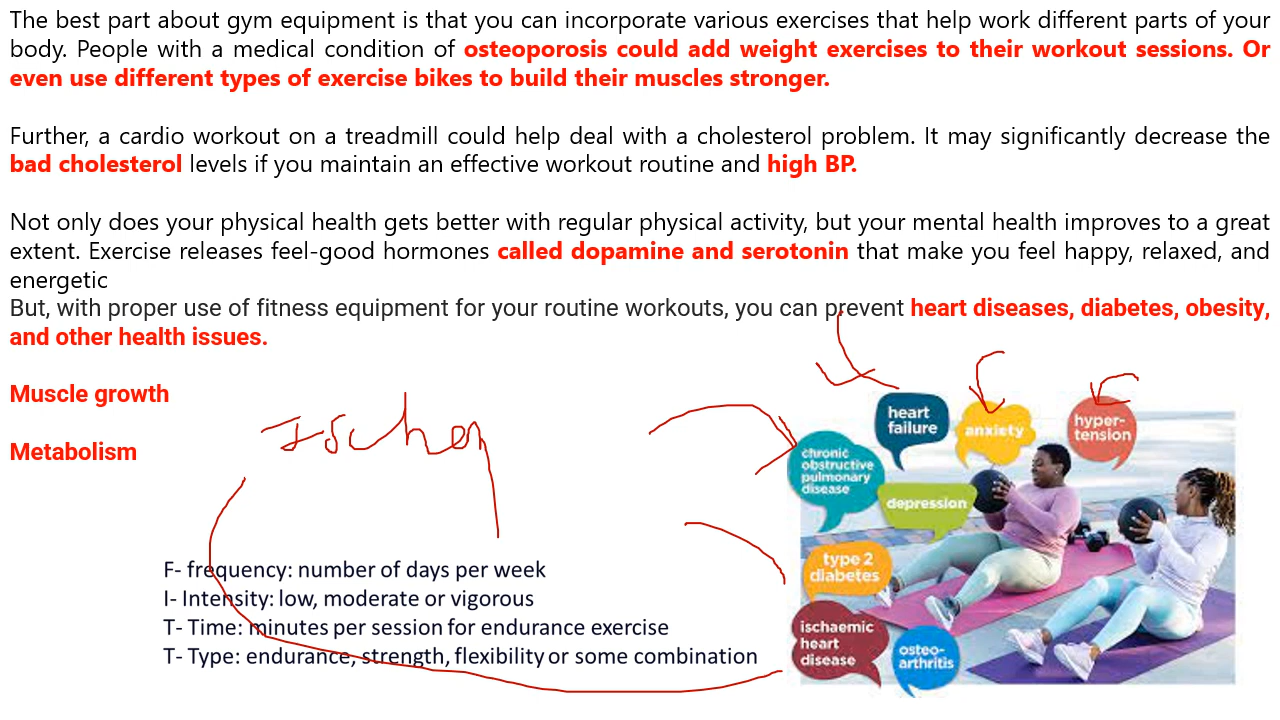 The best part about gym equipment is that you can incorporate various exercises that help work different parts of your
body. People with a medical condition of osteoporosis could add weight exercises to their workout sessions. Or
even use different types of exercise bikes to build their muscles stronger.
Further, a cardio workout on a treadmill could help deal with a cholesterol problem. It may significantly decrease the
bad cholesterol levels if you maintain an effective workout routine and high BP.
Not only does your physical health gets better with regular physical activity, but your mental health improves to a great
extent. Exercise releases feel-good hormones called dopamine and serotonin that make you feel happy, relaxed, and
energetic
But, with proper use of fitness equipment for your routine workouts, you can prevent heart diseases, diabetes, obesity,
and other health issues.
Muscle growth
Metabolism
F- frequency: number of days per week
I- Intensity: low, moderate or vigorous
T- Time: minutes per session for endurance exercise
T- Type: endurance, strength, flexibility or some combination
heart
failure
anxiety
hyper-
tension
chronic
obstructive
pulmonary
disease
depression
type 2
diabetes
ischaemic
heart
disease
osteo-
arthritis